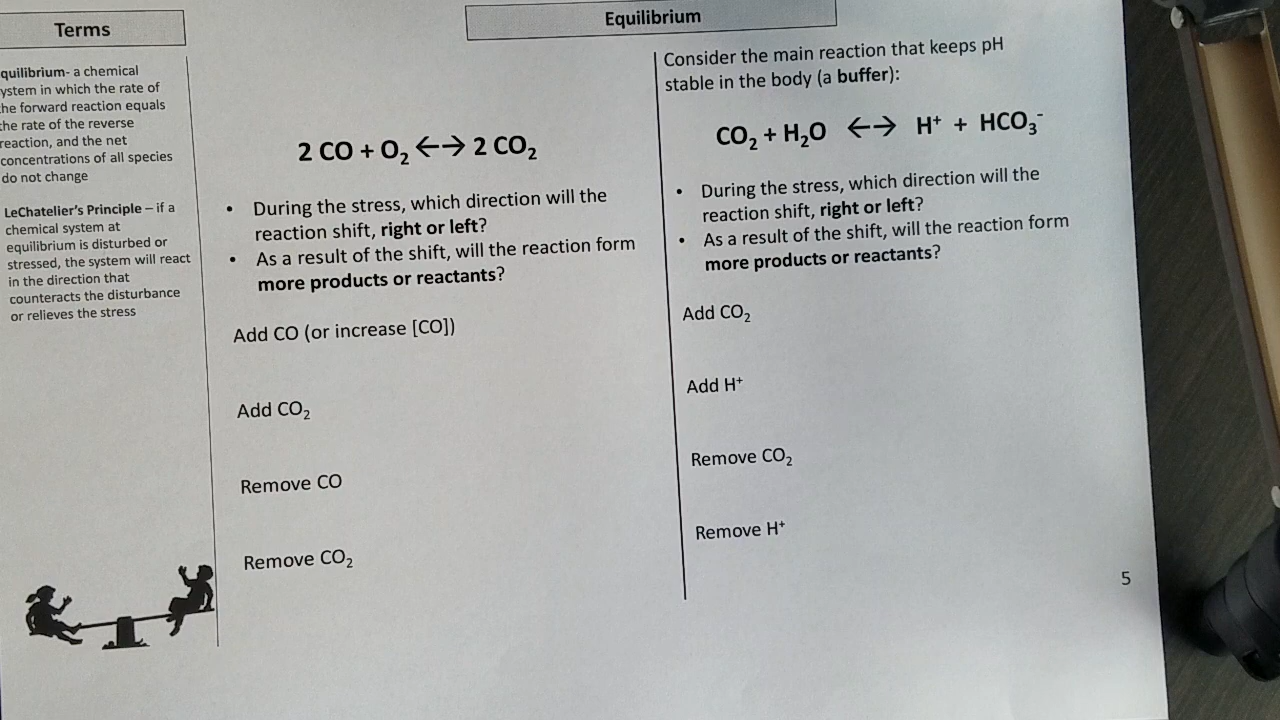 Terms
Equilibrium
quilibrium- a chemical
ystem in which the rate of
he forward reaction equals
the rate of the reverse
reaction, and the net
concentrations of all species
do not change
LeChatelier's Principle – if a
chemical system at
equilibrium is disturbed or
stressed, the system will react
in the direction that
counteracts the disturbance
or relieves the stress
2 CO + O₂ ←→ 2 CO₂
• During the stress, which direction will the
reaction shift, right or left?
• As a result of the shift, will the reaction form
more products or reactants?
Add CO (or increase [CO])
Add CO₂
Remove CO
Remove CO₂
Consider the main reaction that keeps pH
stable in the body (a buffer):
CO₂ + H₂O ←→ H⁺ + HCO₃⁻
• During the stress, which direction will the
reaction shift, right or left?
• As a result of the shift, will the reaction form
more products or reactants?
Add CO₂
Add H⁺
Remove CO₂
Remove H⁺
5